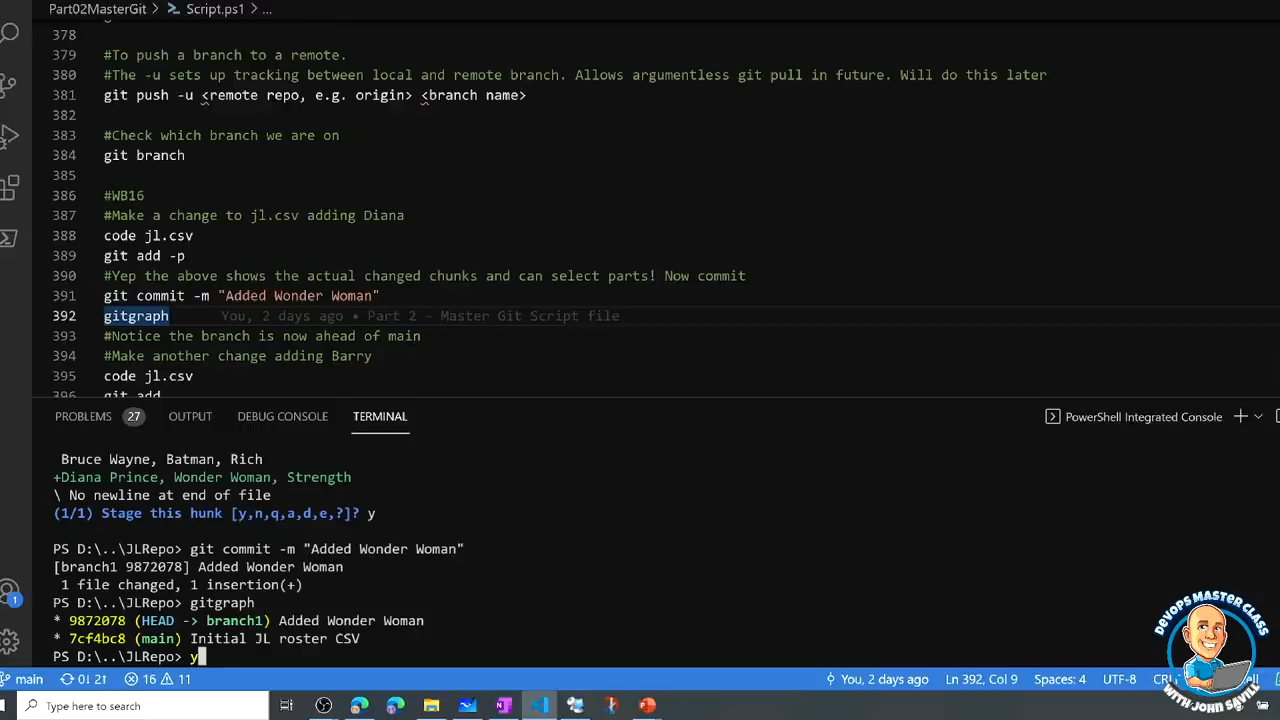 Part02MasterGit > Script.ps1 > ...
378
379 #To push a branch to a remote.
380 #The -u sets up tracking between local and remote branch. Allows argumentless git pull in future. Will do this later
381 git push -u <remote repo, e.g. origin> <branch name>
382
383 #Check which branch we are on
384 git branch
385
386 #WB16
387 #Make a change to jl.csv adding Diana
388 code jl.csv
389 git add -p
390 #Yep the above shows the actual changed chunks and can select parts! Now commit
391 git commit -m "Added Wonder Woman"
392 gitgraph You, 2 days ago • Part 2 - Master Git Script file
393 #Notice the branch is now ahead of main
394 #Make another change adding Barry
395 code jl.csv
396 git add
PROBLEMS 27 OUTPUT DEBUG CONSOLE TERMINAL PowerShell Integrated Console
Bruce Wayne, Batman, Rich
+Diana Prince, Wonder Woman, Strength
\ No newline at end of file
(1/1) Stage this hunk [y,n,q,a,d,e,?]? y
PS D:\..\JLRepo> git commit -m "Added Wonder Woman"
[branch1 9872078] Added Wonder Woman
1 file changed, 1 insertion(+)
PS D:\..\JLRepo> gitgraph
* 9872078 (HEAD -> branch1) Added Wonder Woman
* 7cf4bc8 (main) Initial JL roster CSV
PS D:\..\JLRepo> y
1
main 0↓ 2↑ 16 11 You, 2 days ago Ln 392, Col 9 Spaces: 4 UTF-8
Type here to search
DEVOPS MASTER CLASS
WITH JOHN